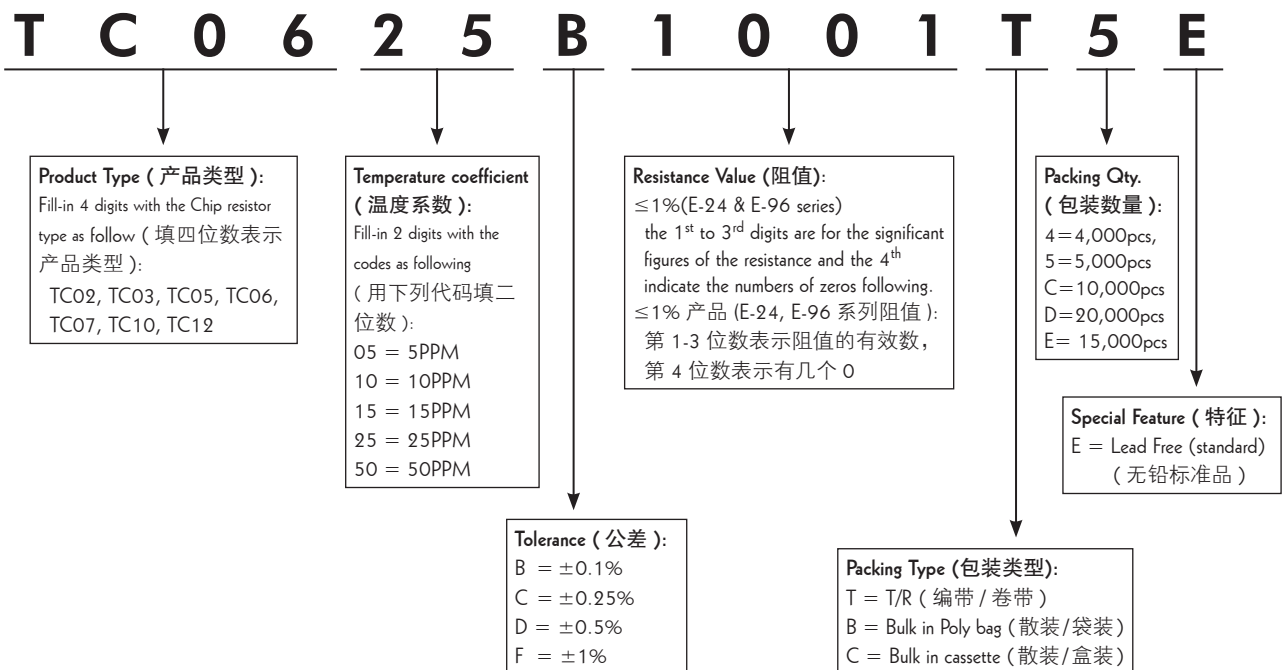 T C 0 6 2 5 B 1 0 0 1 T 5 E
Product Type ( 产品类型 ):
Fill-in 4 digits with the Chip resistor
type as follow ( 填四位数表示
产品类型 ):
TC02, TC03, TC05, TC06,
TC07, TC10, TC12
Temperature coefficient
( 温度系数 ):
Fill-in 2 digits with the
codes as following
( 用下列代码填二
位数 ):
05 = 5PPM
10 = 10PPM
15 = 15PPM
25 = 25PPM
50 = 50PPM
Resistance Value (阻值):
≤1%(E-24 & E-96 series)
the 1st to 3rd digits are for the significant
figures of the resistance and the 4th
indicate the numbers of zeros following.
≤1% 产品 (E-24, E-96 系列阻值 ):
第 1-3 位数表示阻值的有效数，
第 4 位数表示有几个 0
Packing Qty.
( 包装数量 ):
4=4,000pcs,
5=5,000pcs
C=10,000pcs
D=20,000pcs
E= 15,000pcs
Special Feature ( 特征 ):
E = Lead Free (standard)
( 无铅标准品 )
Tolerance ( 公差 ):
B = ±0.1%
C = ±0.25%
D = ±0.5%
F = ±1%
Packing Type (包装类型):
T = T/R ( 编带 / 卷带 )
B = Bulk in Poly bag ( 散装/袋装 )
C = Bulk in cassette ( 散装/盒装 )